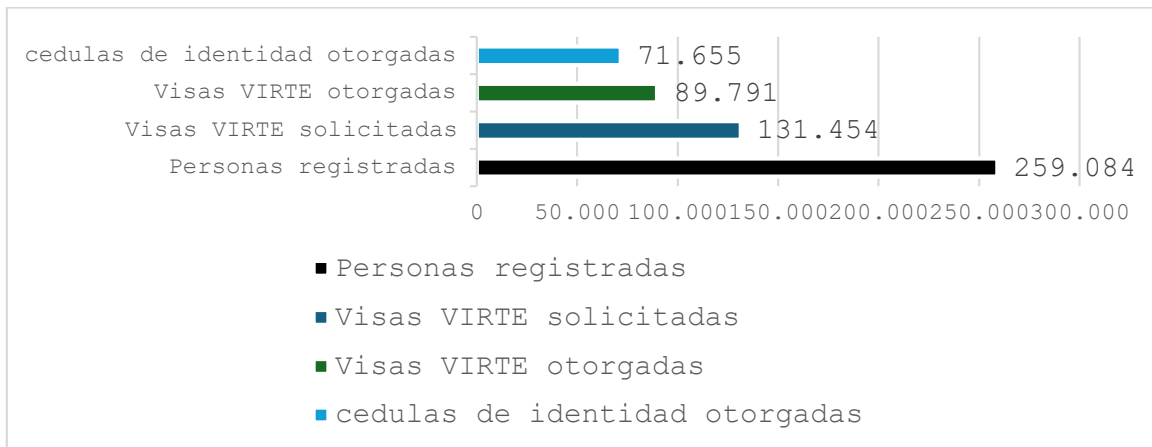 cedulas de identidad otorgadas 71.655
Visas VIRTE otorgadas 89.791
Visas VIRTE solicitadas 131.454
Personas registradas 259.084
0 50.000 100.000 150.000 200.000 250.000 300.000
Personas registradas
Visas VIRTE solicitadas
Visas VIRTE otorgadas
cedulas de identidad otorgadas